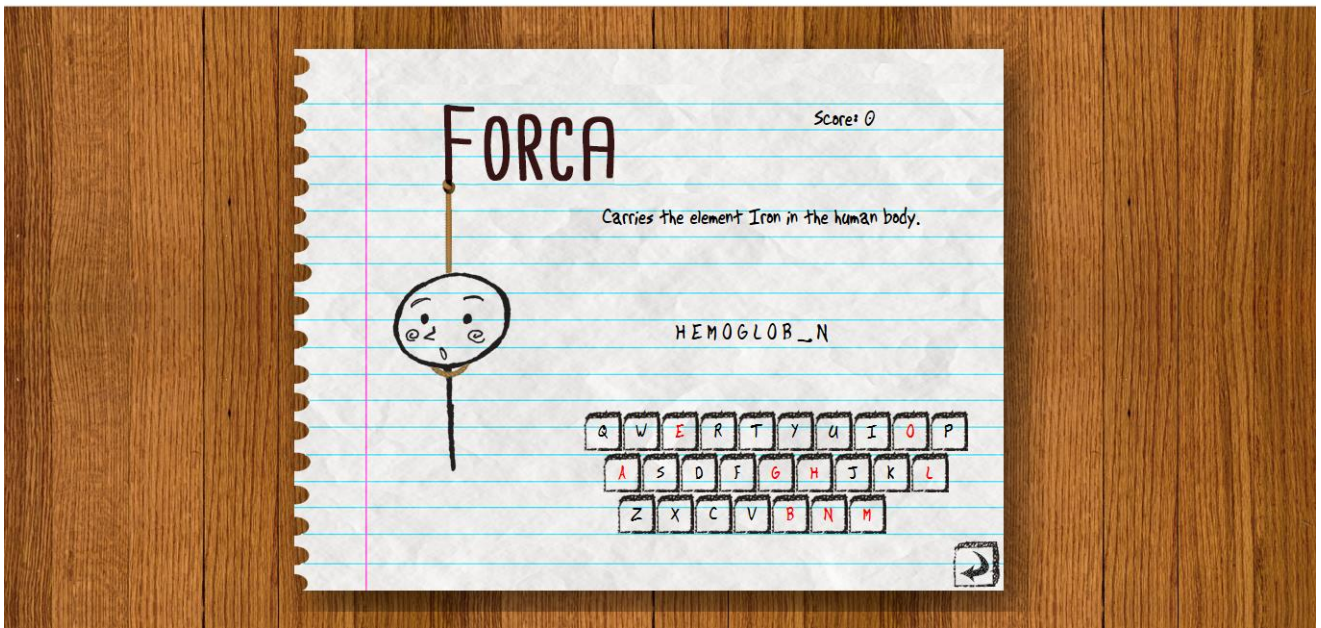 FORCA
Score: 0
Carries the element Iron in the human body.
HEMOGLOB_N
Q W E R T Y U I O P
A S D F G H J K L
Z X C V B N M